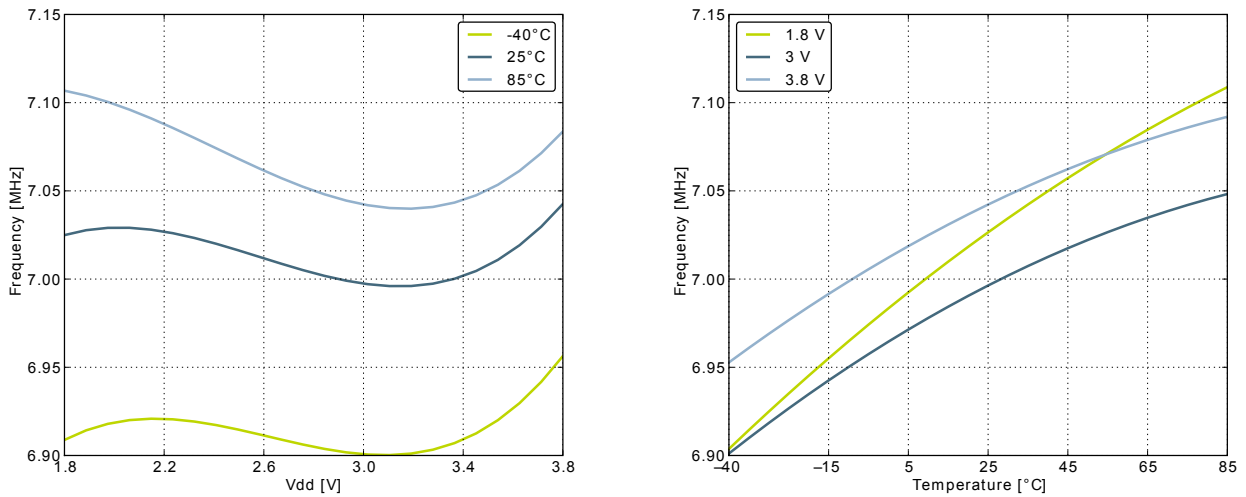 7.15
7.10
7.05
7.00
6.95
6.90
Frequency [MHz]
1.8 2.2 2.6 3.0 3.4 3.8
Vdd [V]
-40°C
25°C
85°C
7.15
7.10
7.05
7.00
6.95
6.90
Frequency [MHz]
–40 –15 5 25 45 65 85
Temperature [°C]
1.8 V
3 V
3.8 V